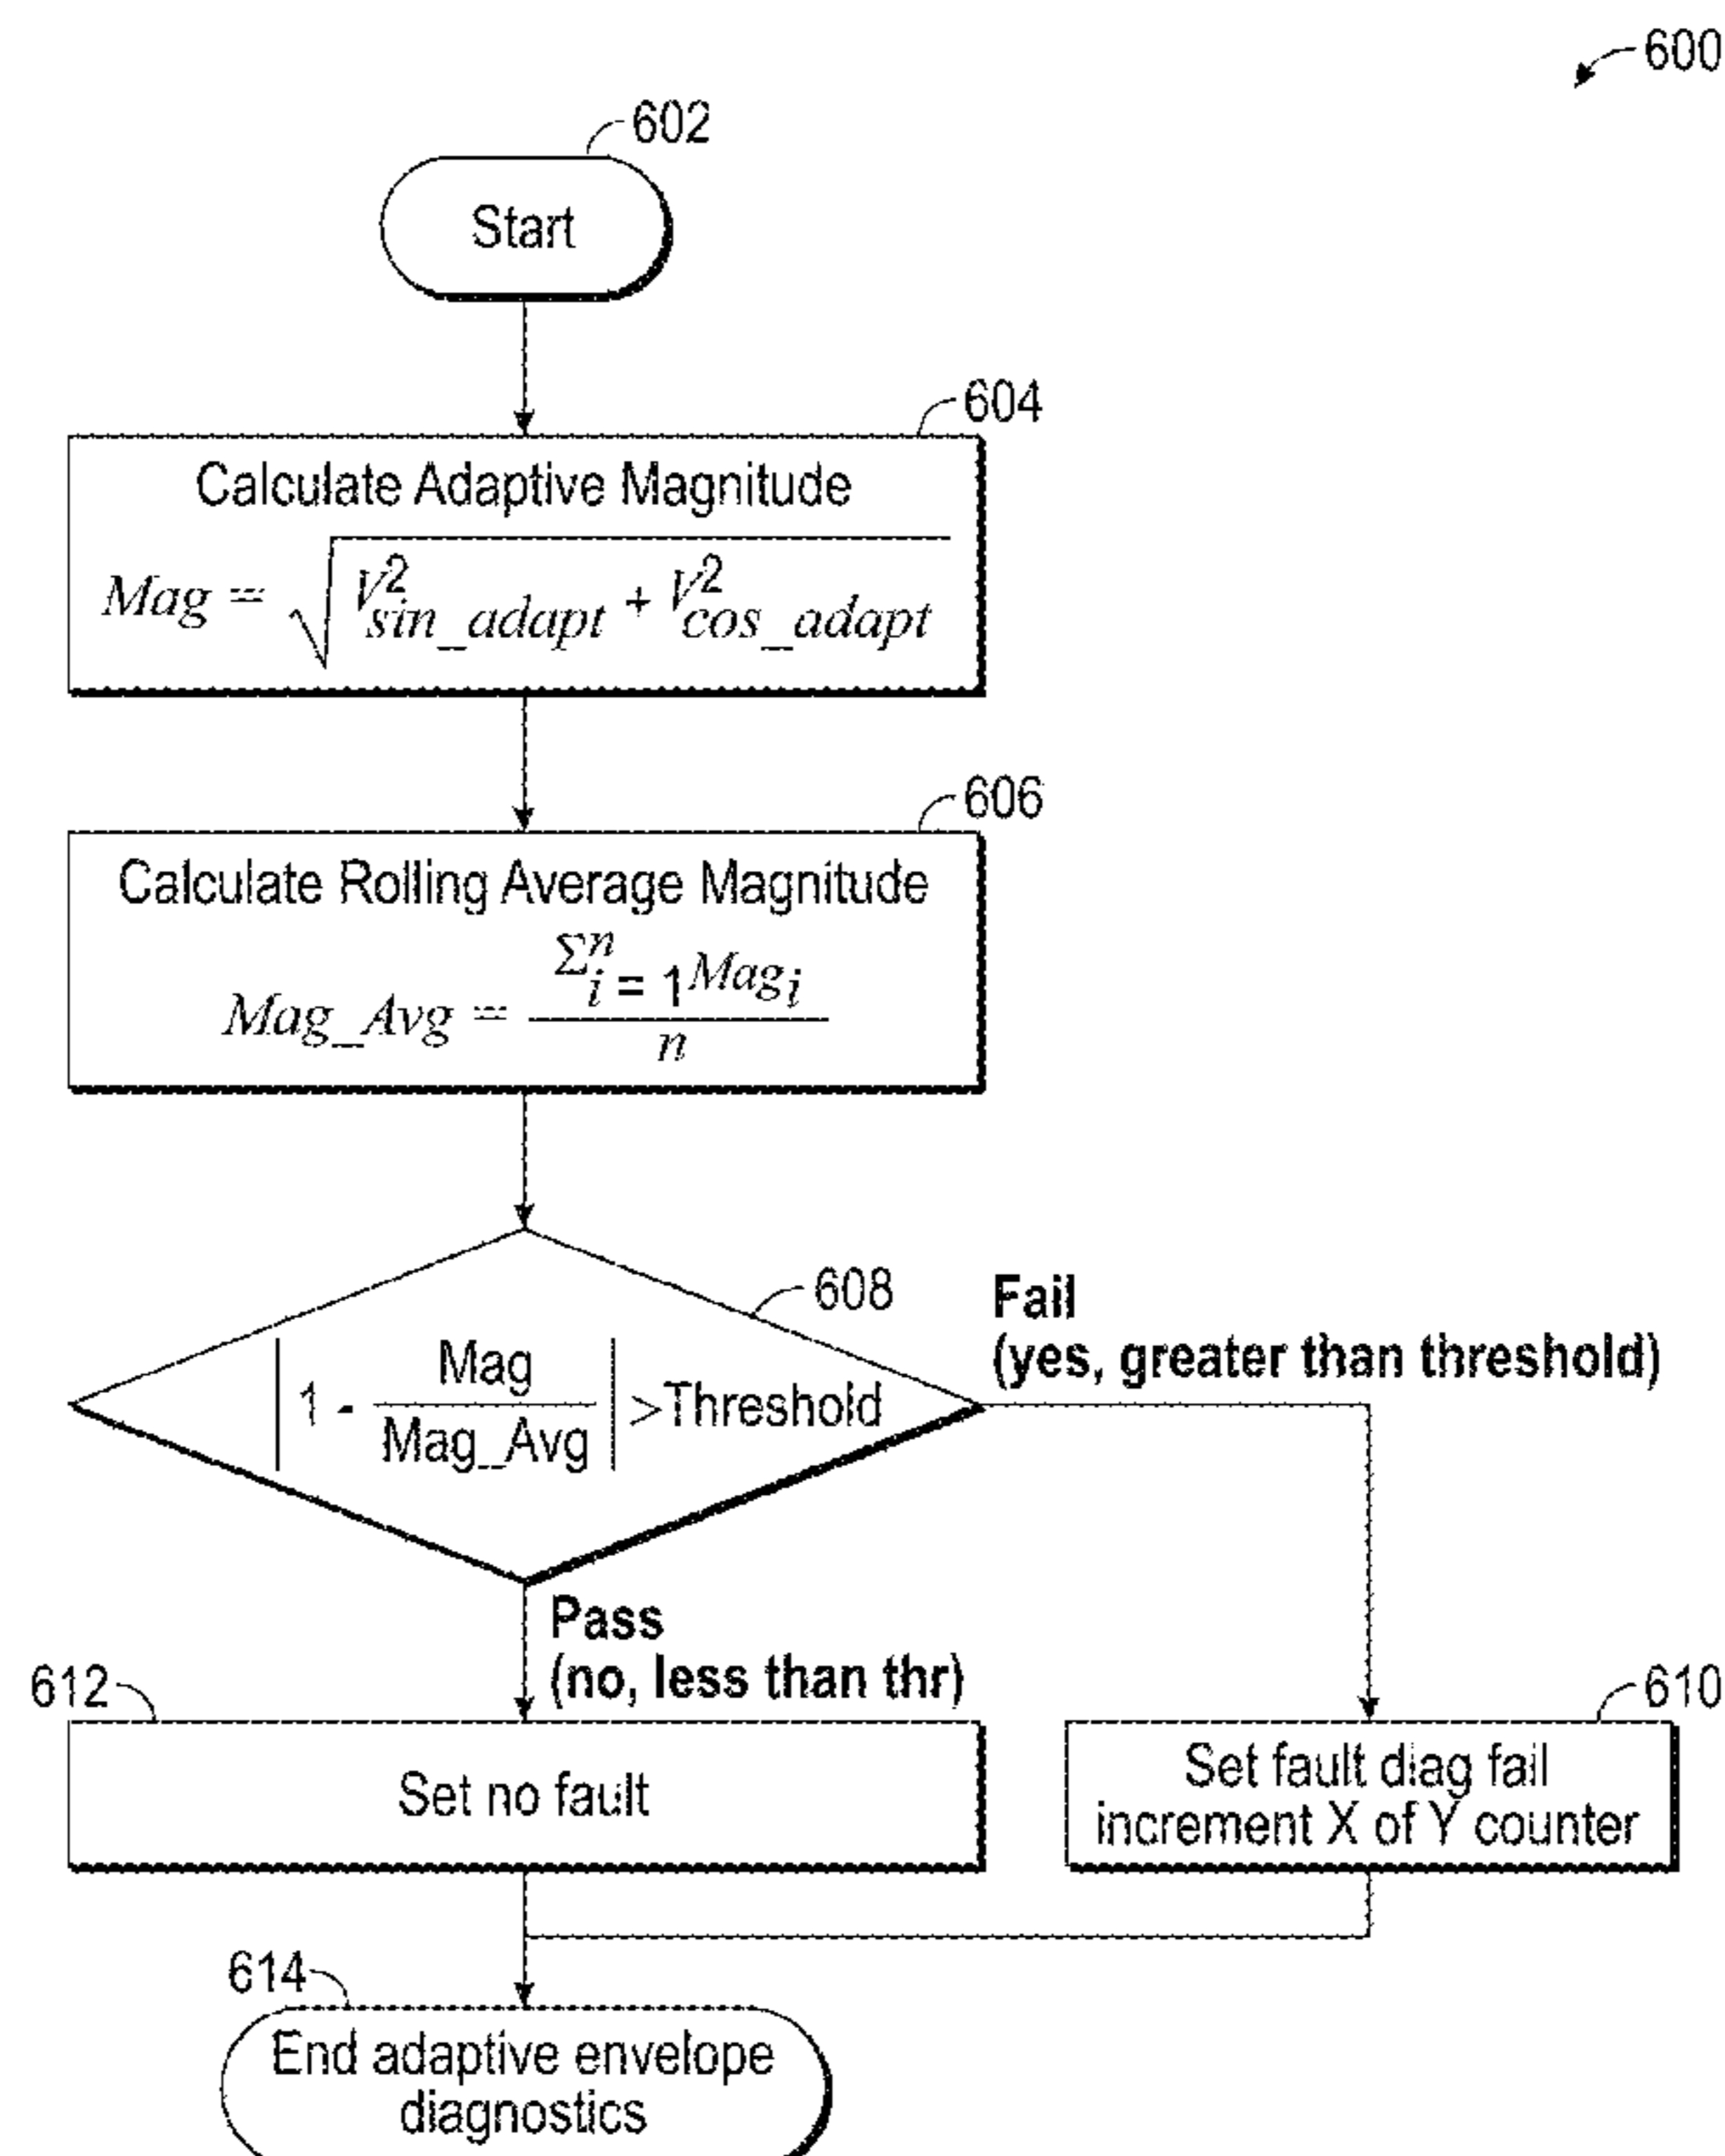 600
602
Start
604
Calculate Adaptive Magnitude
Mag = √(V²sin_adapt + V²cos_adapt)
606
Calculate Rolling Average Magnitude
Mag_Avg = Σⁿi = 1 Magi / n
608
|1 - Mag / Mag_Avg| >Threshold
Fail
(yes, greater than threshold)
Pass
(no, less than thr)
612
Set no fault
610
Set fault diag fail
increment X of Y counter
614
End adaptive envelope
diagnostics